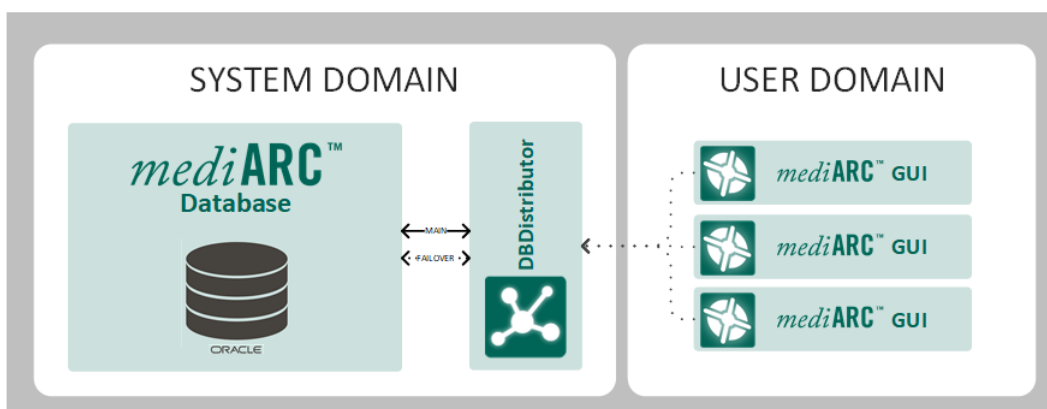 SYSTEM DOMAIN
mediARC™
Database
ORACLE
MAIN
FAILOVER
DBDistributor
USER DOMAIN
mediARC™ GUI
mediARC™ GUI
mediARC™ GUI